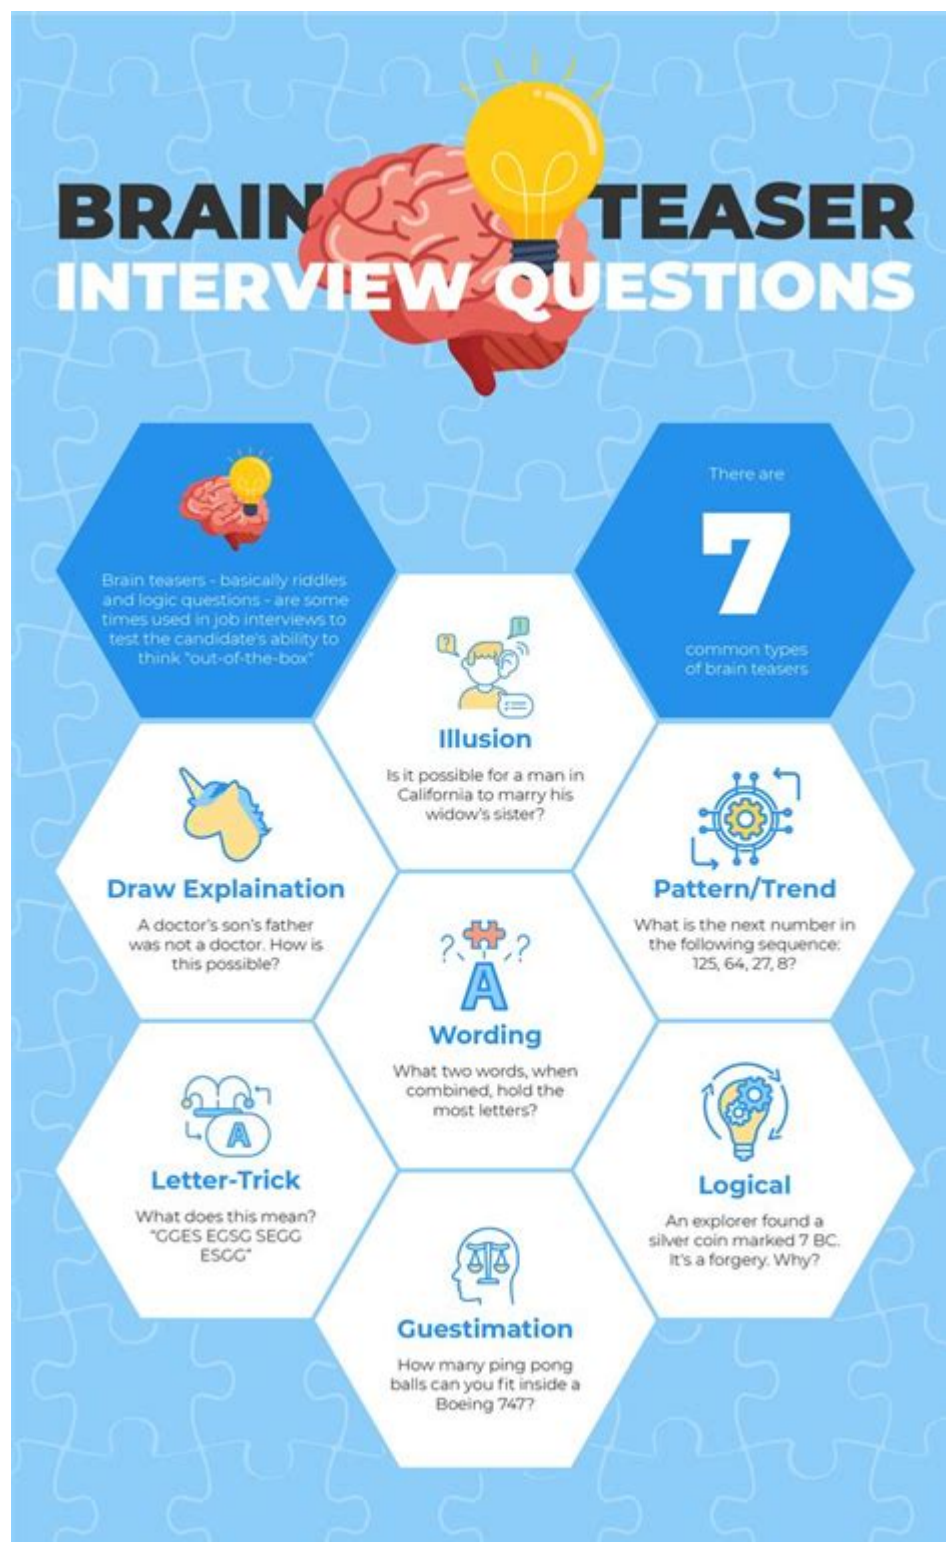 BRAIN TEASER
INTERVIEW QUESTIONS
Brain teasers - basically riddles
and logic questions - are some
times used in job interviews to
test the candidate's ability to
think "out-of-the-box"
There are
7
common types
of brain teasers
Illusion
Is it possible for a man in
California to marry his
widow's sister?
Draw Explaination
A doctor's son's father
was not a doctor. How is
this possible?
Pattern/Trend
What is the next number in
the following sequence:
125, 64, 27, 8?
? ?
A
Wording
What two words, when
combined, hold the
most letters?
A
Letter-Trick
What does this mean?
"GGES EGSG SEGG
ESGG"
Logical
An explorer found a
silver coin marked 7 BC.
It's a forgery. Why?
Guestimation
How many ping pong
balls can you fit inside a
Boeing 747?